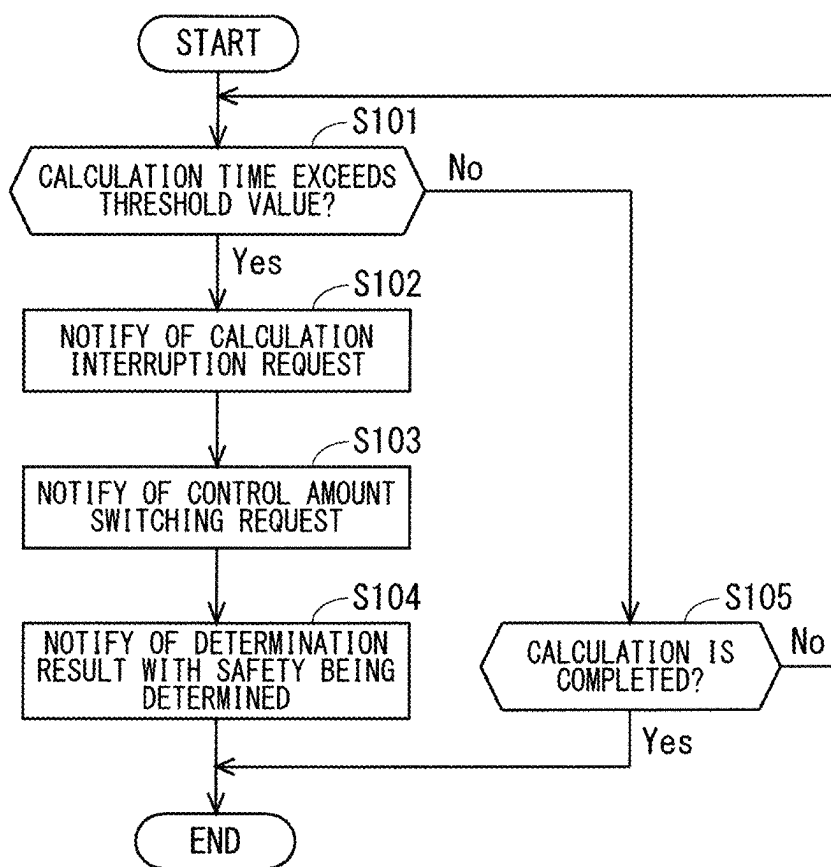 START
S101
CALCULATION TIME EXCEEDS
THRESHOLD VALUE?
No
Yes
S102
NOTIFY OF CALCULATION
INTERRUPTION REQUEST
S103
NOTIFY OF CONTROL AMOUNT
SWITCHING REQUEST
S104
NOTIFY OF DETERMINATION
RESULT WITH SAFETY BEING
DETERMINED
S105
CALCULATION IS
COMPLETED?
No
Yes
END